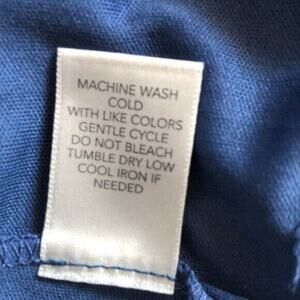 MACHINE WASH
COLD
WITH LIKE COLORS
GENTLE CYCLE
DO NOT BLEACH
TUMBLE DRY LOW
COOL IRON IF
NEEDED